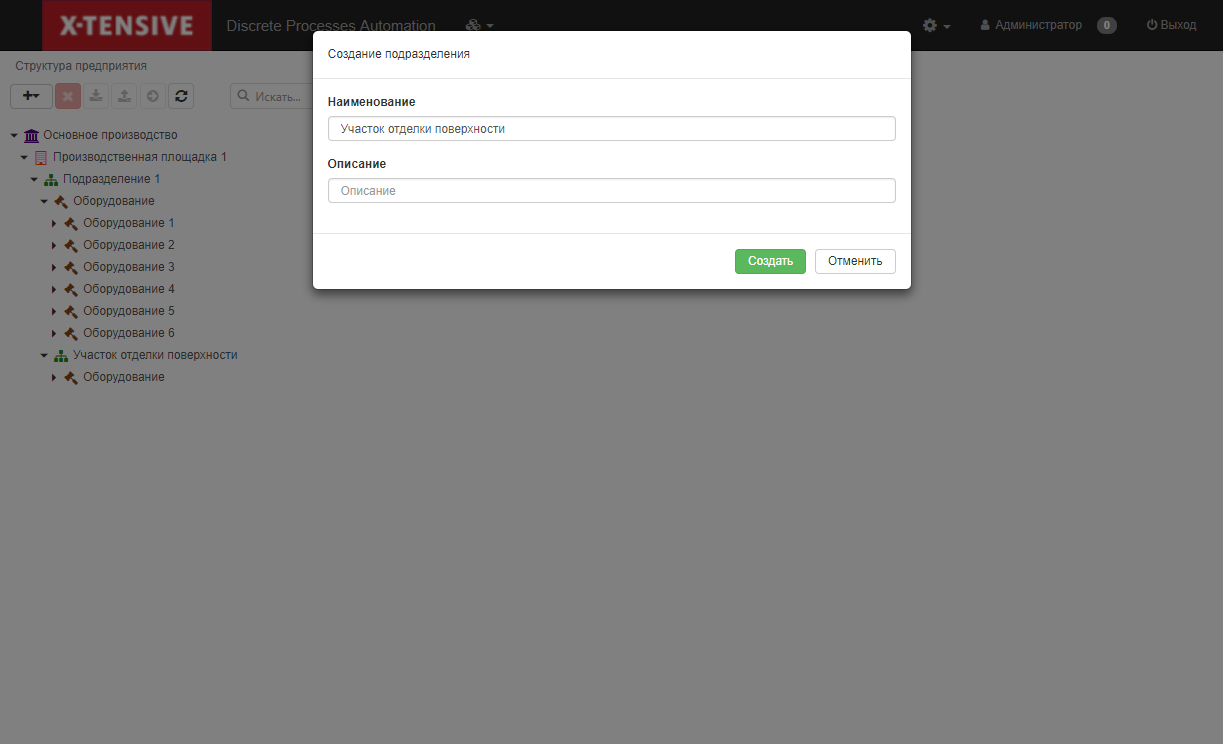 X-TENSIVE Discrete Processes Automation Администратор 0 Выход
Структура предприятия
Искать...
Основное производство
Производственная площадка 1
Подразделение 1
Оборудование
Оборудование 1
Оборудование 2
Оборудование 3
Оборудование 4
Оборудование 5
Оборудование 6
Участок отделки поверхности
Оборудование
Создание подразделения
Наименование
Участок отделки поверхности
Описание
Описание
Создать Отменить